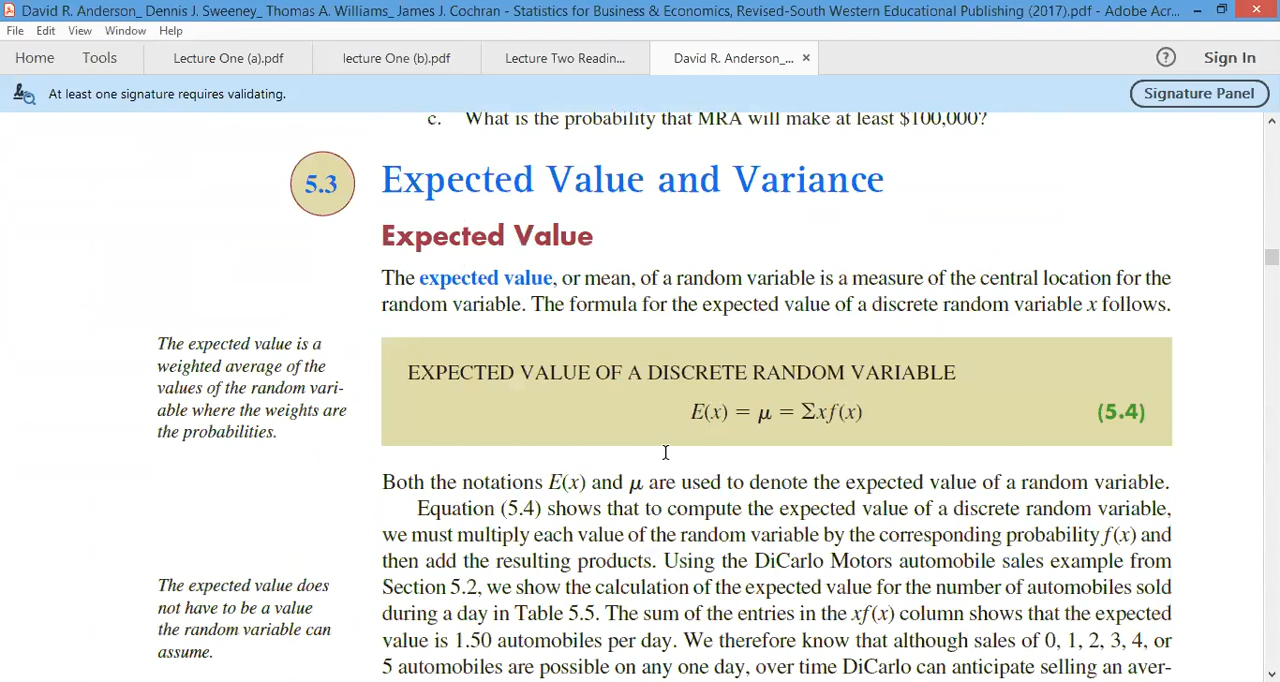 David R. Anderson_ Dennis J. Sweeney_ Thomas A. Williams_ James J. Cochran - Statistics for Business & Economics, Revised-South Western Educational Publishing (2017).pdf - Adobe Acr...
File Edit View Window Help
Home Tools Lecture One (a).pdf lecture One (b).pdf Lecture Two Readin... David R. Anderson_... × ? Sign In
At least one signature requires validating. Signature Panel
c. What is the probability that MRA will make at least $100,000?
5.3 Expected Value and Variance
Expected Value
The expected value, or mean, of a random variable is a measure of the central location for the
random variable. The formula for the expected value of a discrete random variable x follows.
The expected value is a
weighted average of the
values of the random vari-
able where the weights are
the probabilities.
EXPECTED VALUE OF A DISCRETE RANDOM VARIABLE
E(x) = μ = Σxf(x) (5.4)
Both the notations E(x) and μ are used to denote the expected value of a random variable.
Equation (5.4) shows that to compute the expected value of a discrete random variable,
we must multiply each value of the random variable by the corresponding probability f(x) and
then add the resulting products. Using the DiCarlo Motors automobile sales example from
Section 5.2, we show the calculation of the expected value for the number of automobiles sold
during a day in Table 5.5. The sum of the entries in the xf(x) column shows that the expected
value is 1.50 automobiles per day. We therefore know that although sales of 0, 1, 2, 3, 4, or
5 automobiles are possible on any one day, over time DiCarlo can anticipate selling an aver-
The expected value does
not have to be a value
the random variable can
assume.